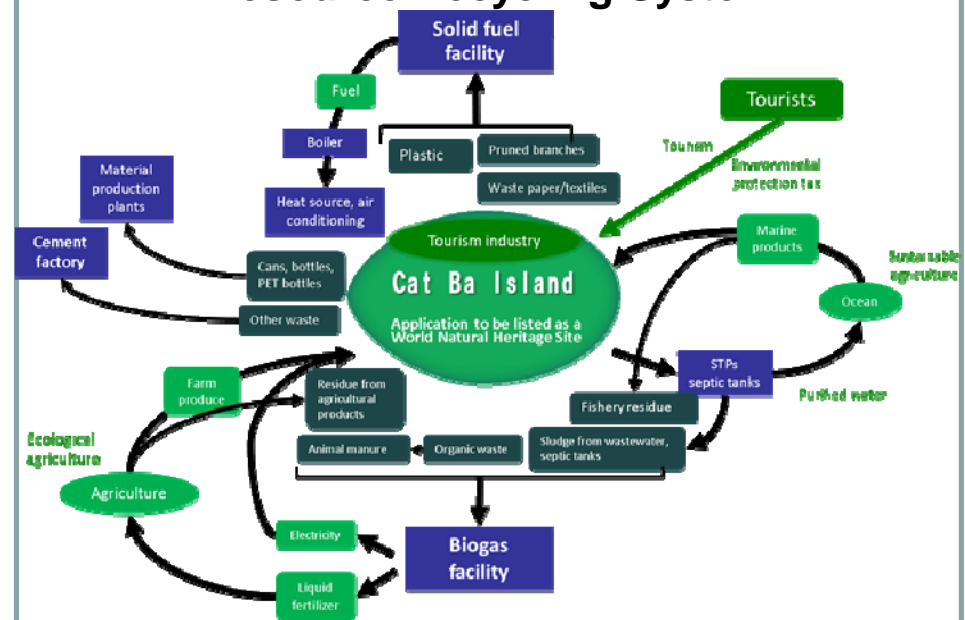 Solid fuel
facility
Fuel
Boiler
Heat source, air
conditioning
Plastic
Pruned branches
Waste paper/textiles
Tourists
Tourism
Environmental
protection tax
Material
production
plants
Cement
factory
Cans, bottles,
PET bottles
Other waste
Tourism industry
Cat Ba Island
Application to be listed as a
World Natural Heritage Site
Marine
products
Sustainable
agriculture
Ocean
STPs
septic tanks
Purified water
Farm
produce
Residue from
agricultural
products
Fishery residue
Ecological
agriculture
Animal manure
Organic waste
Sludge from wastewater,
septic tanks
Agriculture
Electricity
Biogas
facility
Liquid
fertilizer